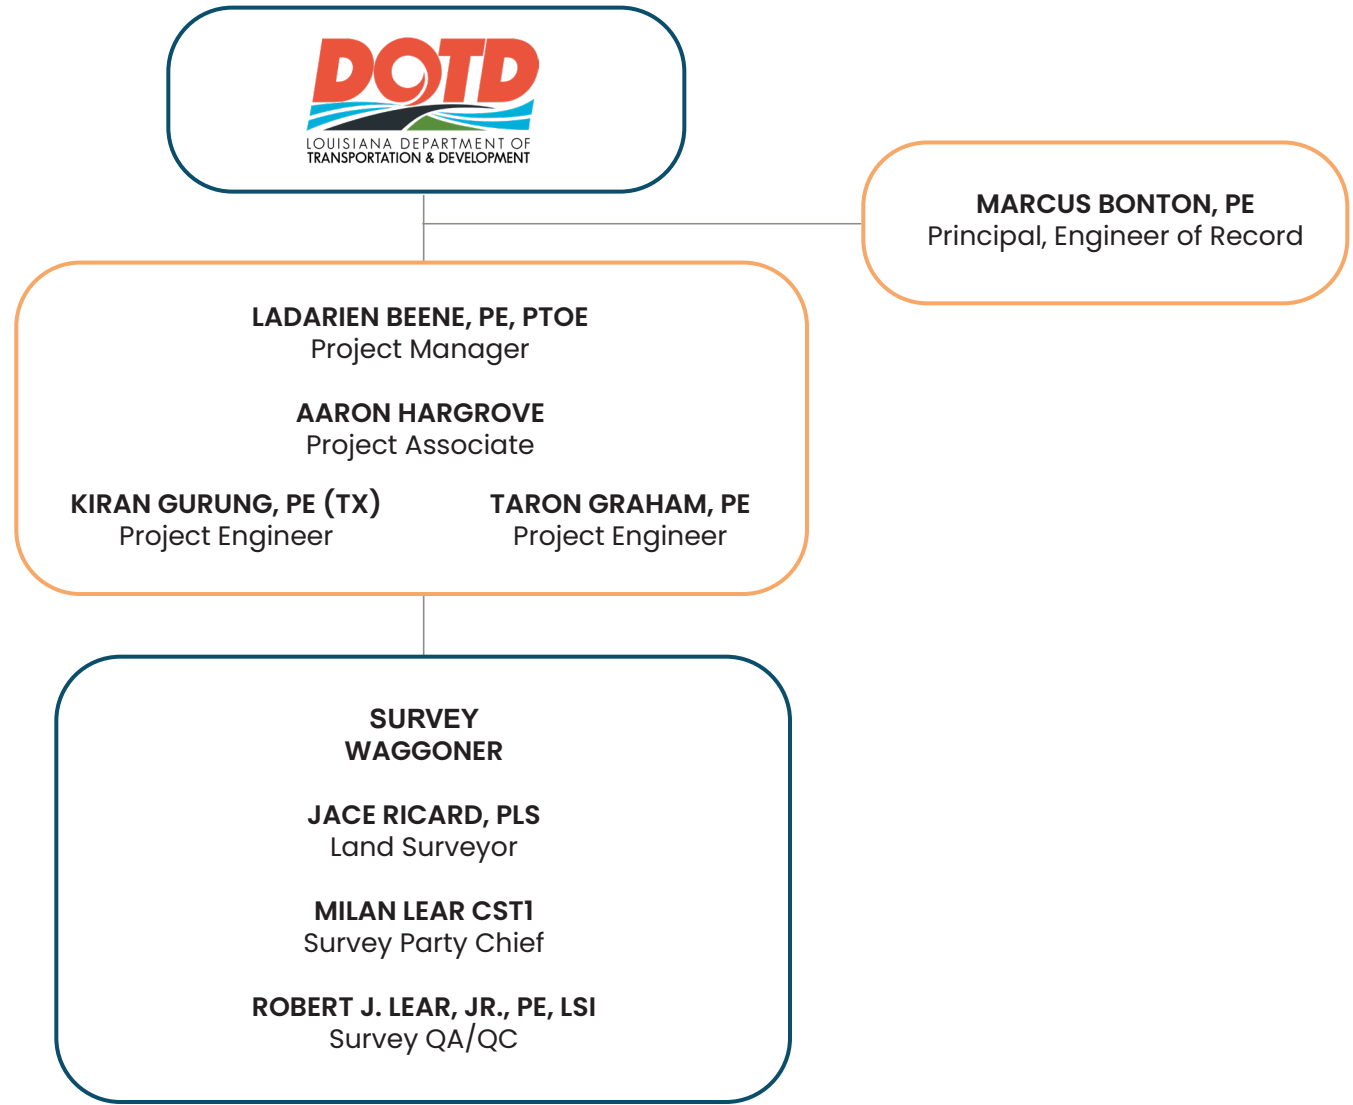 DOTD
LOUISIANA DEPARTMENT OF
TRANSPORTATION & DEVELOPMENT
MARCUS BONTON, PE
Principal, Engineer of Record
LADARIEN BEENE, PE, PTOE
Project Manager
AARON HARGROVE
Project Associate
KIRAN GURUNG, PE (TX)
Project Engineer
TARON GRAHAM, PE
Project Engineer
SURVEY
WAGGONER
JACE RICARD, PLS
Land Surveyor
MILAN LEAR CST1
Survey Party Chief
ROBERT J. LEAR, JR., PE, LSI
Survey QA/QC